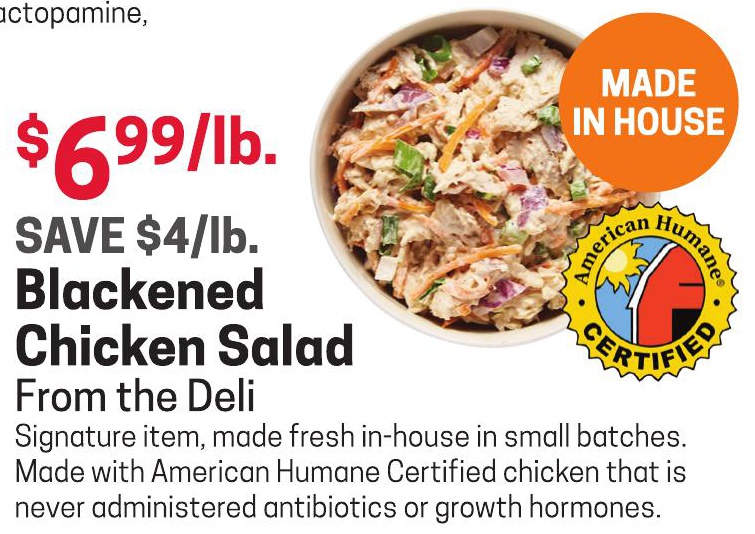 actopamine,
MADE
IN HOUSE
$6.99/lb.
SAVE $4/lb.
American Humane®
CERTIFIED
Blackened
Chicken Salad
From the Deli
Signature item, made fresh in-house in small batches.
Made with American Humane Certified chicken that is
never administered antibiotics or growth hormones.